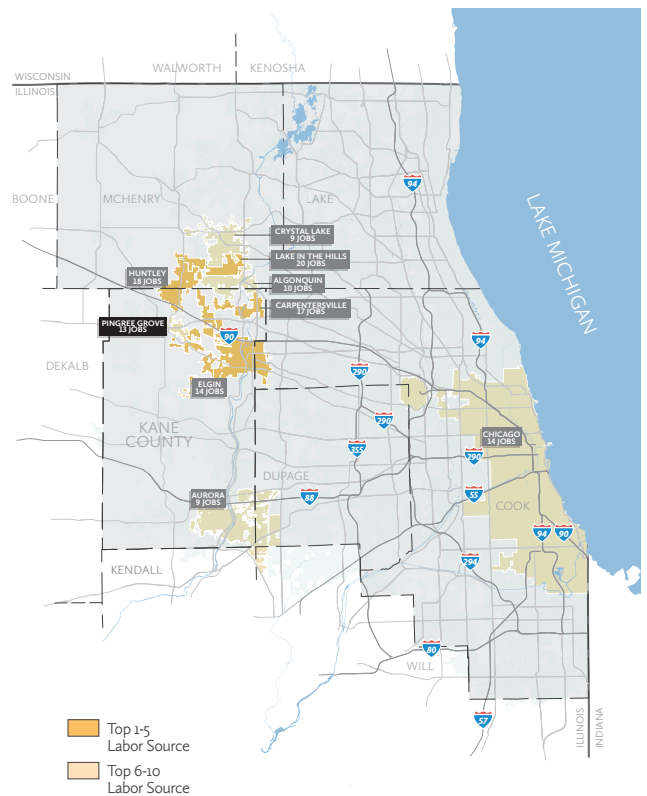 WALWORTH
KENOSHA
WISCONSIN
ILLINOIS
94
BOONE
MCHENRY
LAKE
LAKE MICHIGAN
CRYSTAL LAKE
9 JOBS
LAKE IN THE HILLS
20 JOBS
HUNTLEY
18 JOBS
ALGONQUIN
10 JOBS
CARPENTERSVILLE
17 JOBS
PINGREE GROVE
13 JOBS
90
94
DEKALB
290
ELGIN
14 JOBS
290
KANE
COUNTY
CHICAGO
14 JOBS
355
290
DUPAGE
AURORA
9 JOBS
88
55
COOK
94
90
KENDALL
294
80
WILL
57
ILLINOIS
INDIANA
Top 1-5
Labor Source
Top 6-10
Labor Source